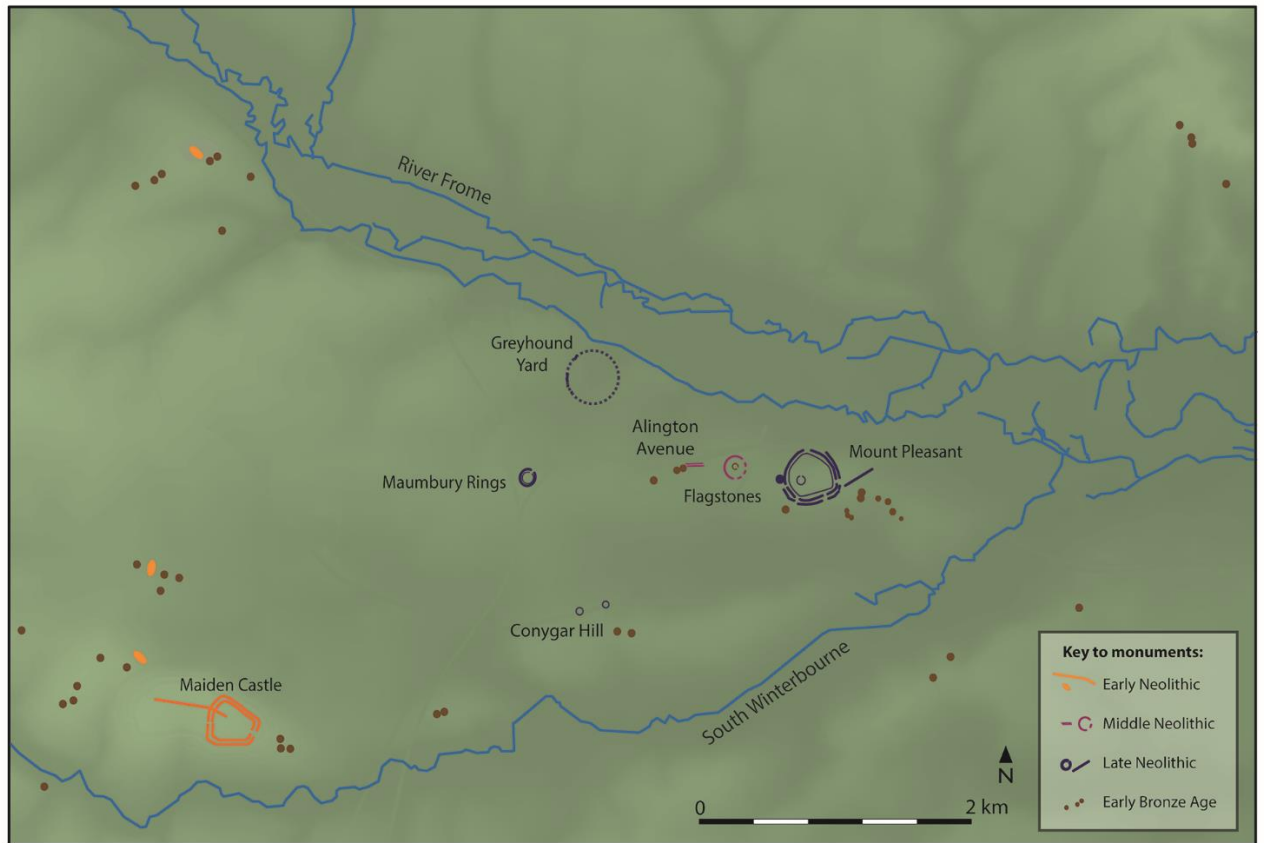 River Frome
Greyhound
Yard
Alington
Avenue
Mount Pleasant
Maumbury Rings
Flagstones
Conygar Hill
Maiden Castle
South Winterbourne
Key to monuments:
Early Neolithic
Middle Neolithic
Late Neolithic
Early Bronze Age
N
0 2 km